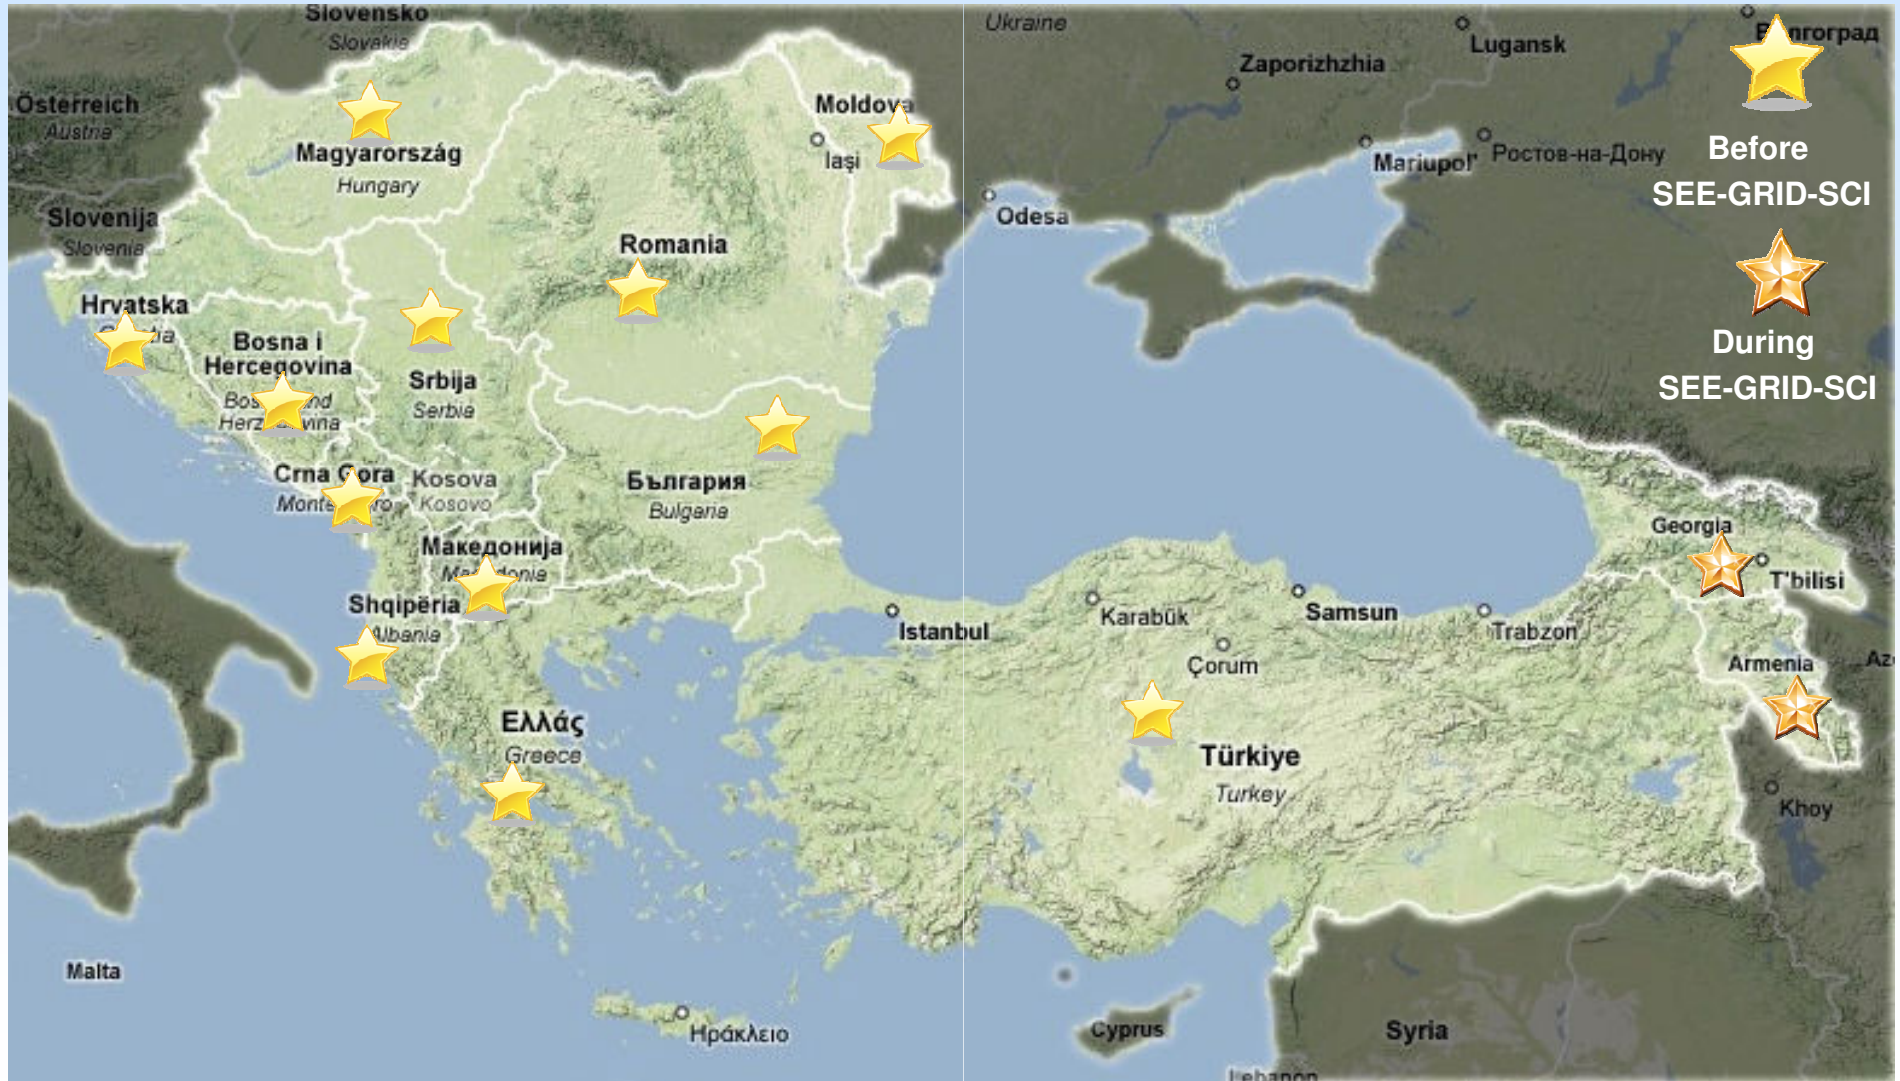 Slovensko
Slovakia
Ukraine
Lugansk
Zaporizhzhia
Österreich
Austria
Moldova
Iaşi
Magyarország
Hungary
Mariupol'
Ростов-на-Дону
Before
SEE-GRID-SCI
Odesa
Slovenija
Slovenia
Romania
Hrvatska
Bosna i
Hercegovina
During
SEE-GRID-SCI
Srbija
Serbia
Crna Gora
Kosova
Kosovo
България
Bulgaria
Македонија
Georgia
T'bilisi
Shqipëria
Albania
Istanbul
Karabük
Samsun
Trabzon
Çorum
Armenia
Ελλάς
Greece
Türkiye
Turkey
Khoy
Malta
Ηράκλειο
Cyprus
Syria
Lebanon